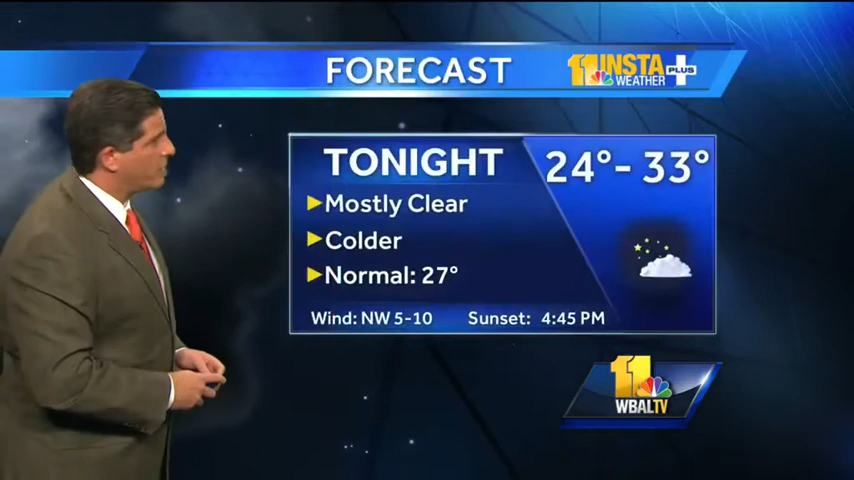 FORECAST
11 INSTA
WEATHER PLUS
TONIGHT
24°- 33°
Mostly Clear
Colder
Normal: 27°
Wind: NW 5-10 Sunset: 4:45 PM
11
WBALTV